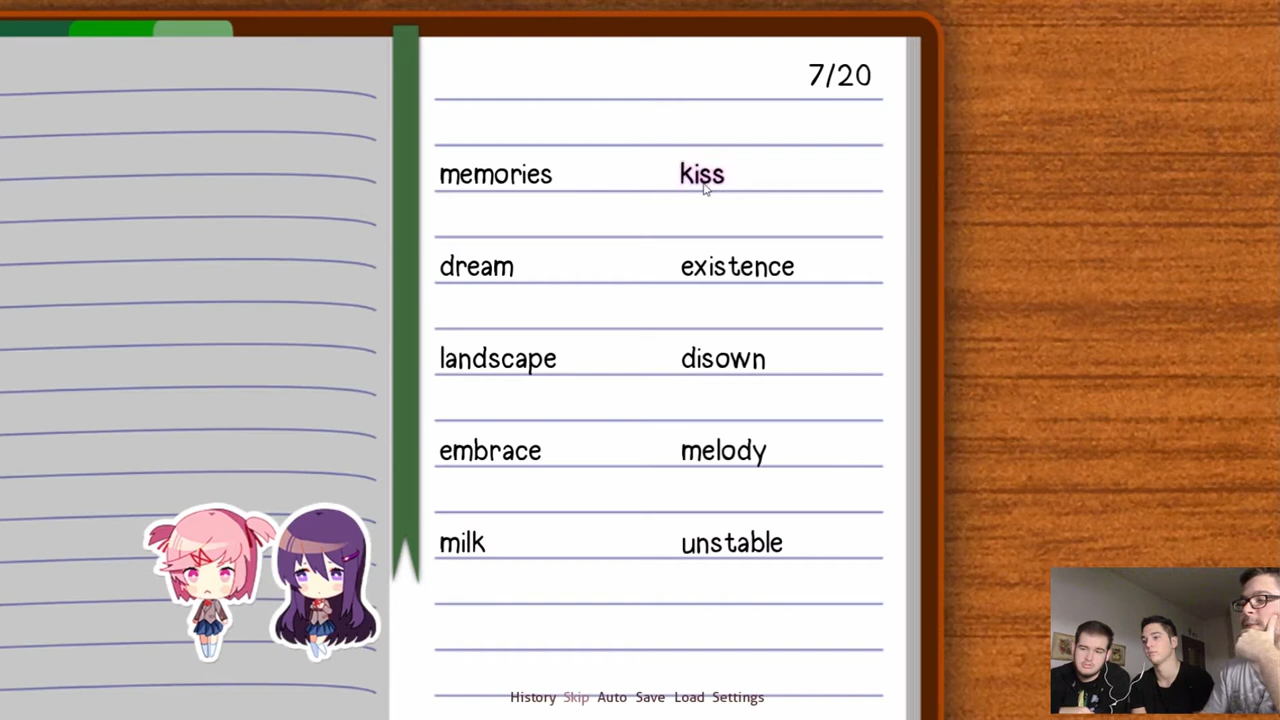 7/20
memories kiss
dream existence
landscape disown
embrace melody
milk unstable
History Skip Auto Save Load Settings